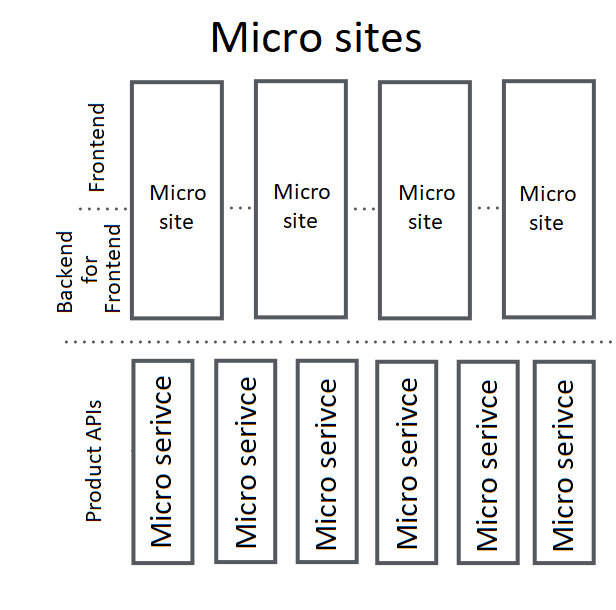 Micro sites
Frontend
Backend
for
Frontend
Micro
site
Micro
site
Micro
site
Micro
site
Product APIs
Micro serivce
Micro serivce
Micro serivce
Micro serivce
Micro serivce
Micro serivce